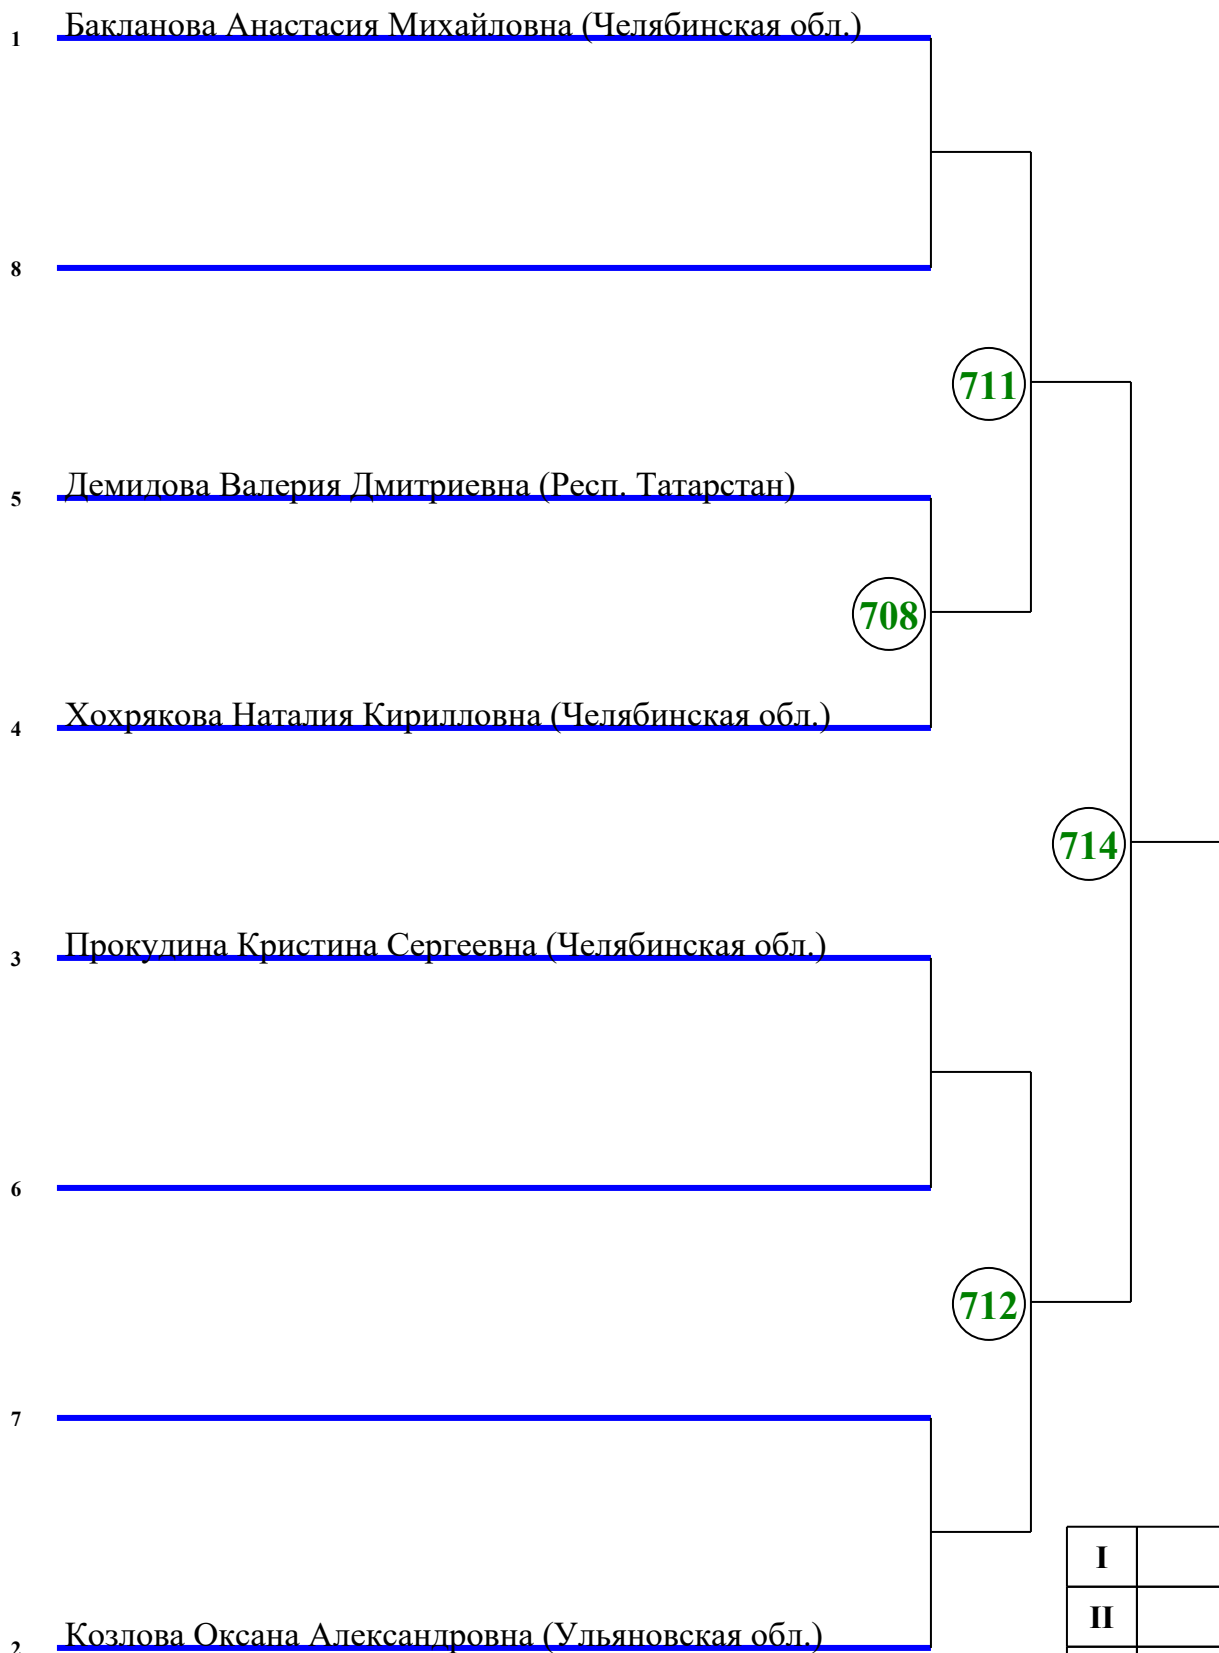 1 Бакланова Анастасия Михайловна (Челябинская обл.)
8
711
5 Демидова Валерия Дмитриевна (Респ. Татарстан)
708
4 Хохрякова Наталия Кирилловна (Челябинская обл.)
714
3 Прокудина Кристина Сергеевна (Челябинская обл.)
6
712
7
I
II
2 Козлова Оксана Александровна (Ульяновская обл.)